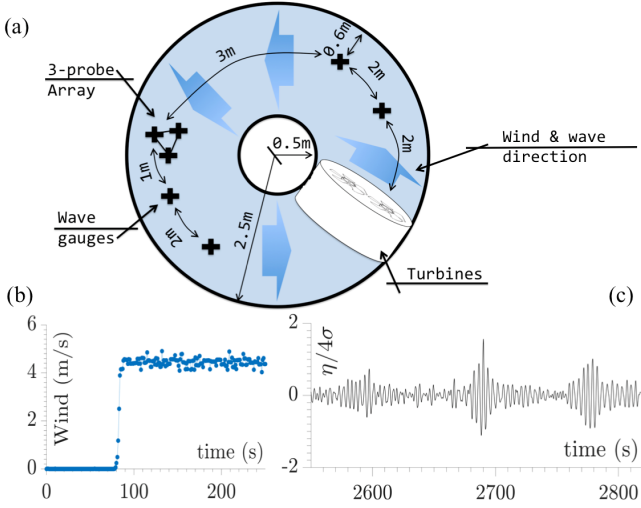 (a)
3-probe
Array
3m
0.6m
2m
2m
0.5m
Wind & wave
direction
1m
Wave
gauges
2m
2.5m
Turbines
(b)
(c)
6
4
2
0
Wind (m/s)
time (s)
0
100
200
2
0
-2
η/4σ
time (s)
2600
2700
2800